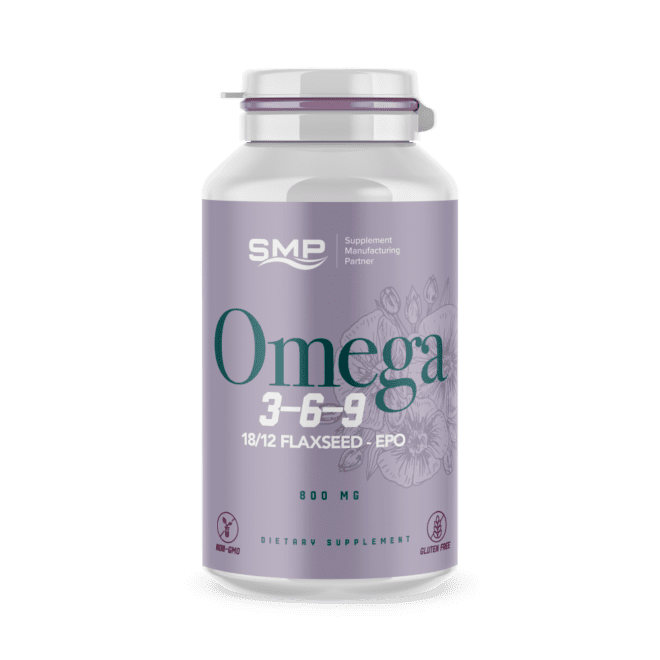 SMP
Supplement
Manufacturing
Partner
Omega
3-6-9
18/12 FLAXSEED - EPO
800 MG
NON-GMO
DIETARY SUPPLEMENT
GLUTEN FREE